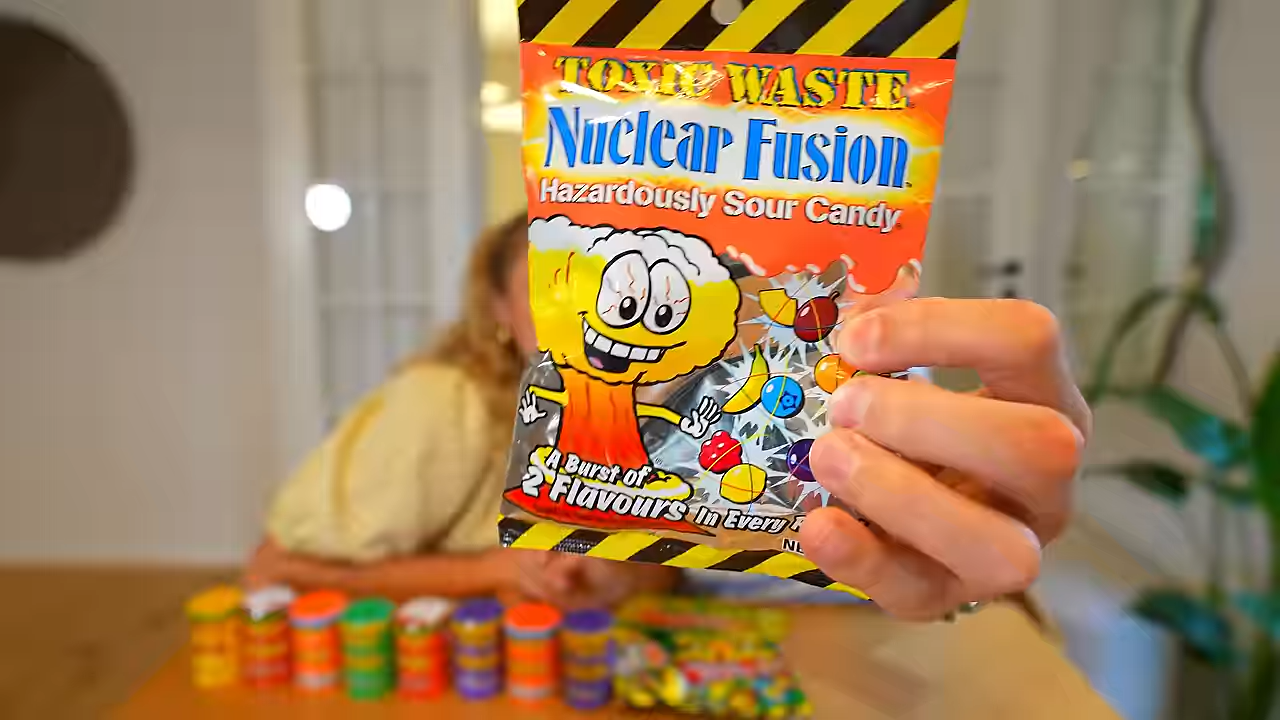 TOXIC WASTE
Nuclear Fusion
Hazardously Sour Candy
A Burst of
2 Flavours In Every